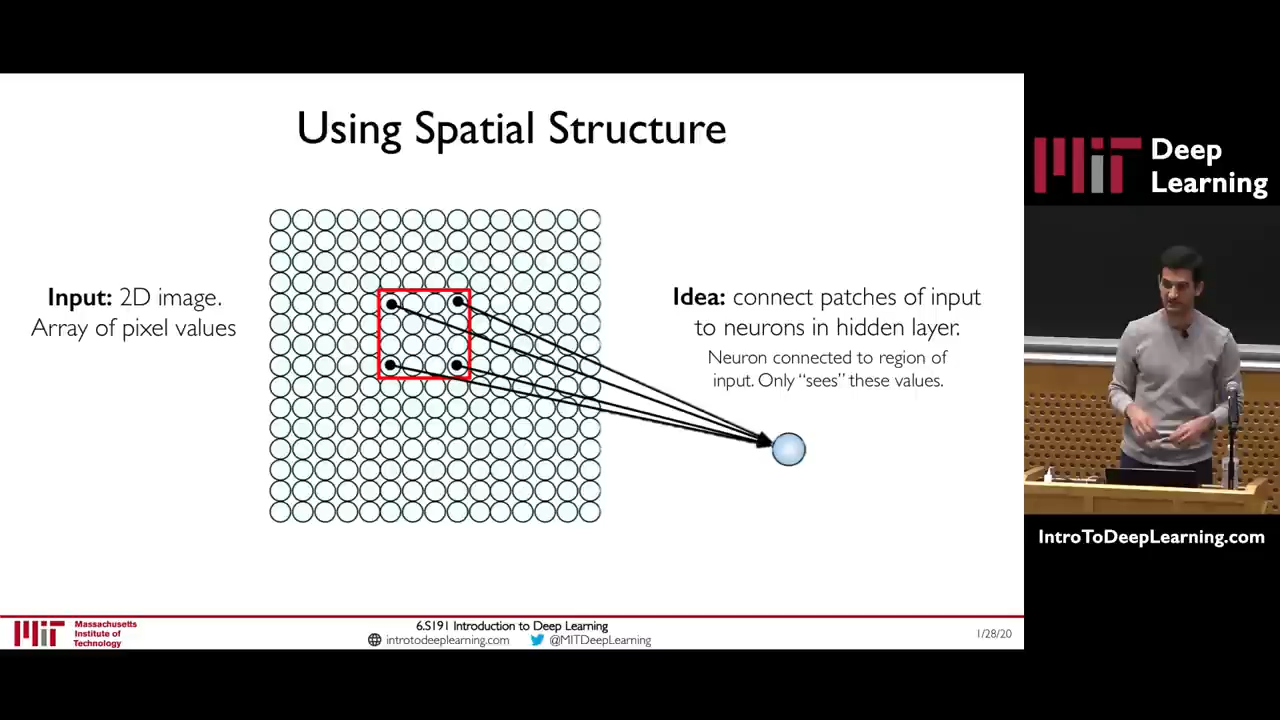 Using Spatial Structure
Input: 2D image.
Array of pixel values
Idea: connect patches of input
to neurons in hidden layer.
Neuron connected to region of
input. Only “sees” these values.
Massachusetts
Institute of
Technology
6.S191 Introduction to Deep Learning
introtodeeplearning.com
@MITDeepLearning
1/28/20
MIT
Deep
Learning
IntroToDeepLearning.com